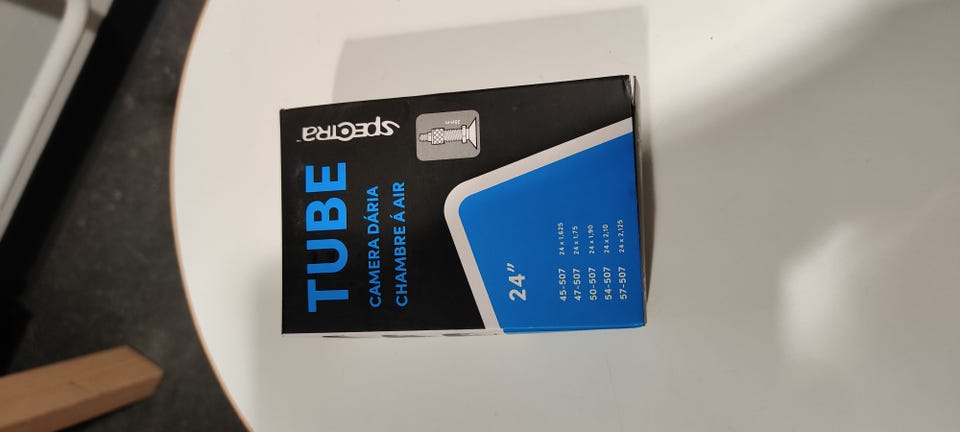 SPECTRA
TUBE
CAMERA DÁRIA
CHAMBRE Á AIR
24"
45-507 24 x 1,625
47-507 24 x 1,75
50-507 24 x 1,90
54-507 24 x 2,10
57-507 24 x 2,125